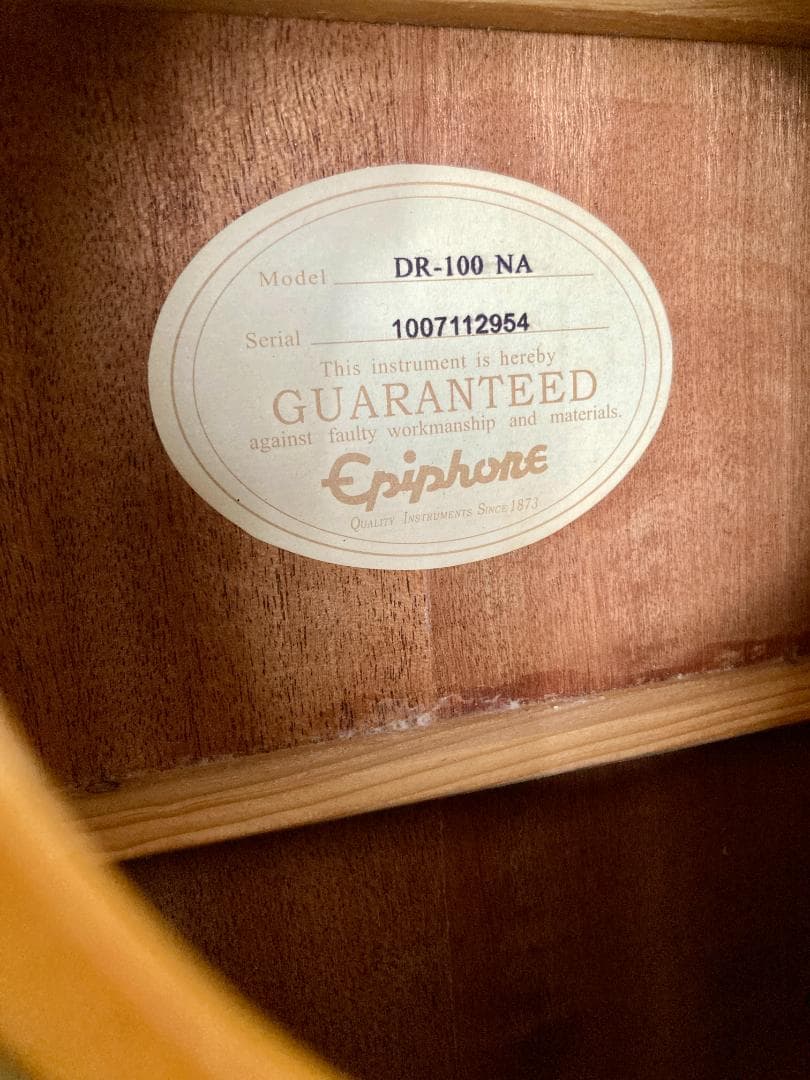 Model DR-100 NA
Serial 1007112954
This instrument is hereby
GUARANTEED
against faulty workmanship and materials.
Epiphone
QUALITY INSTRUMENTS SINCE 1873